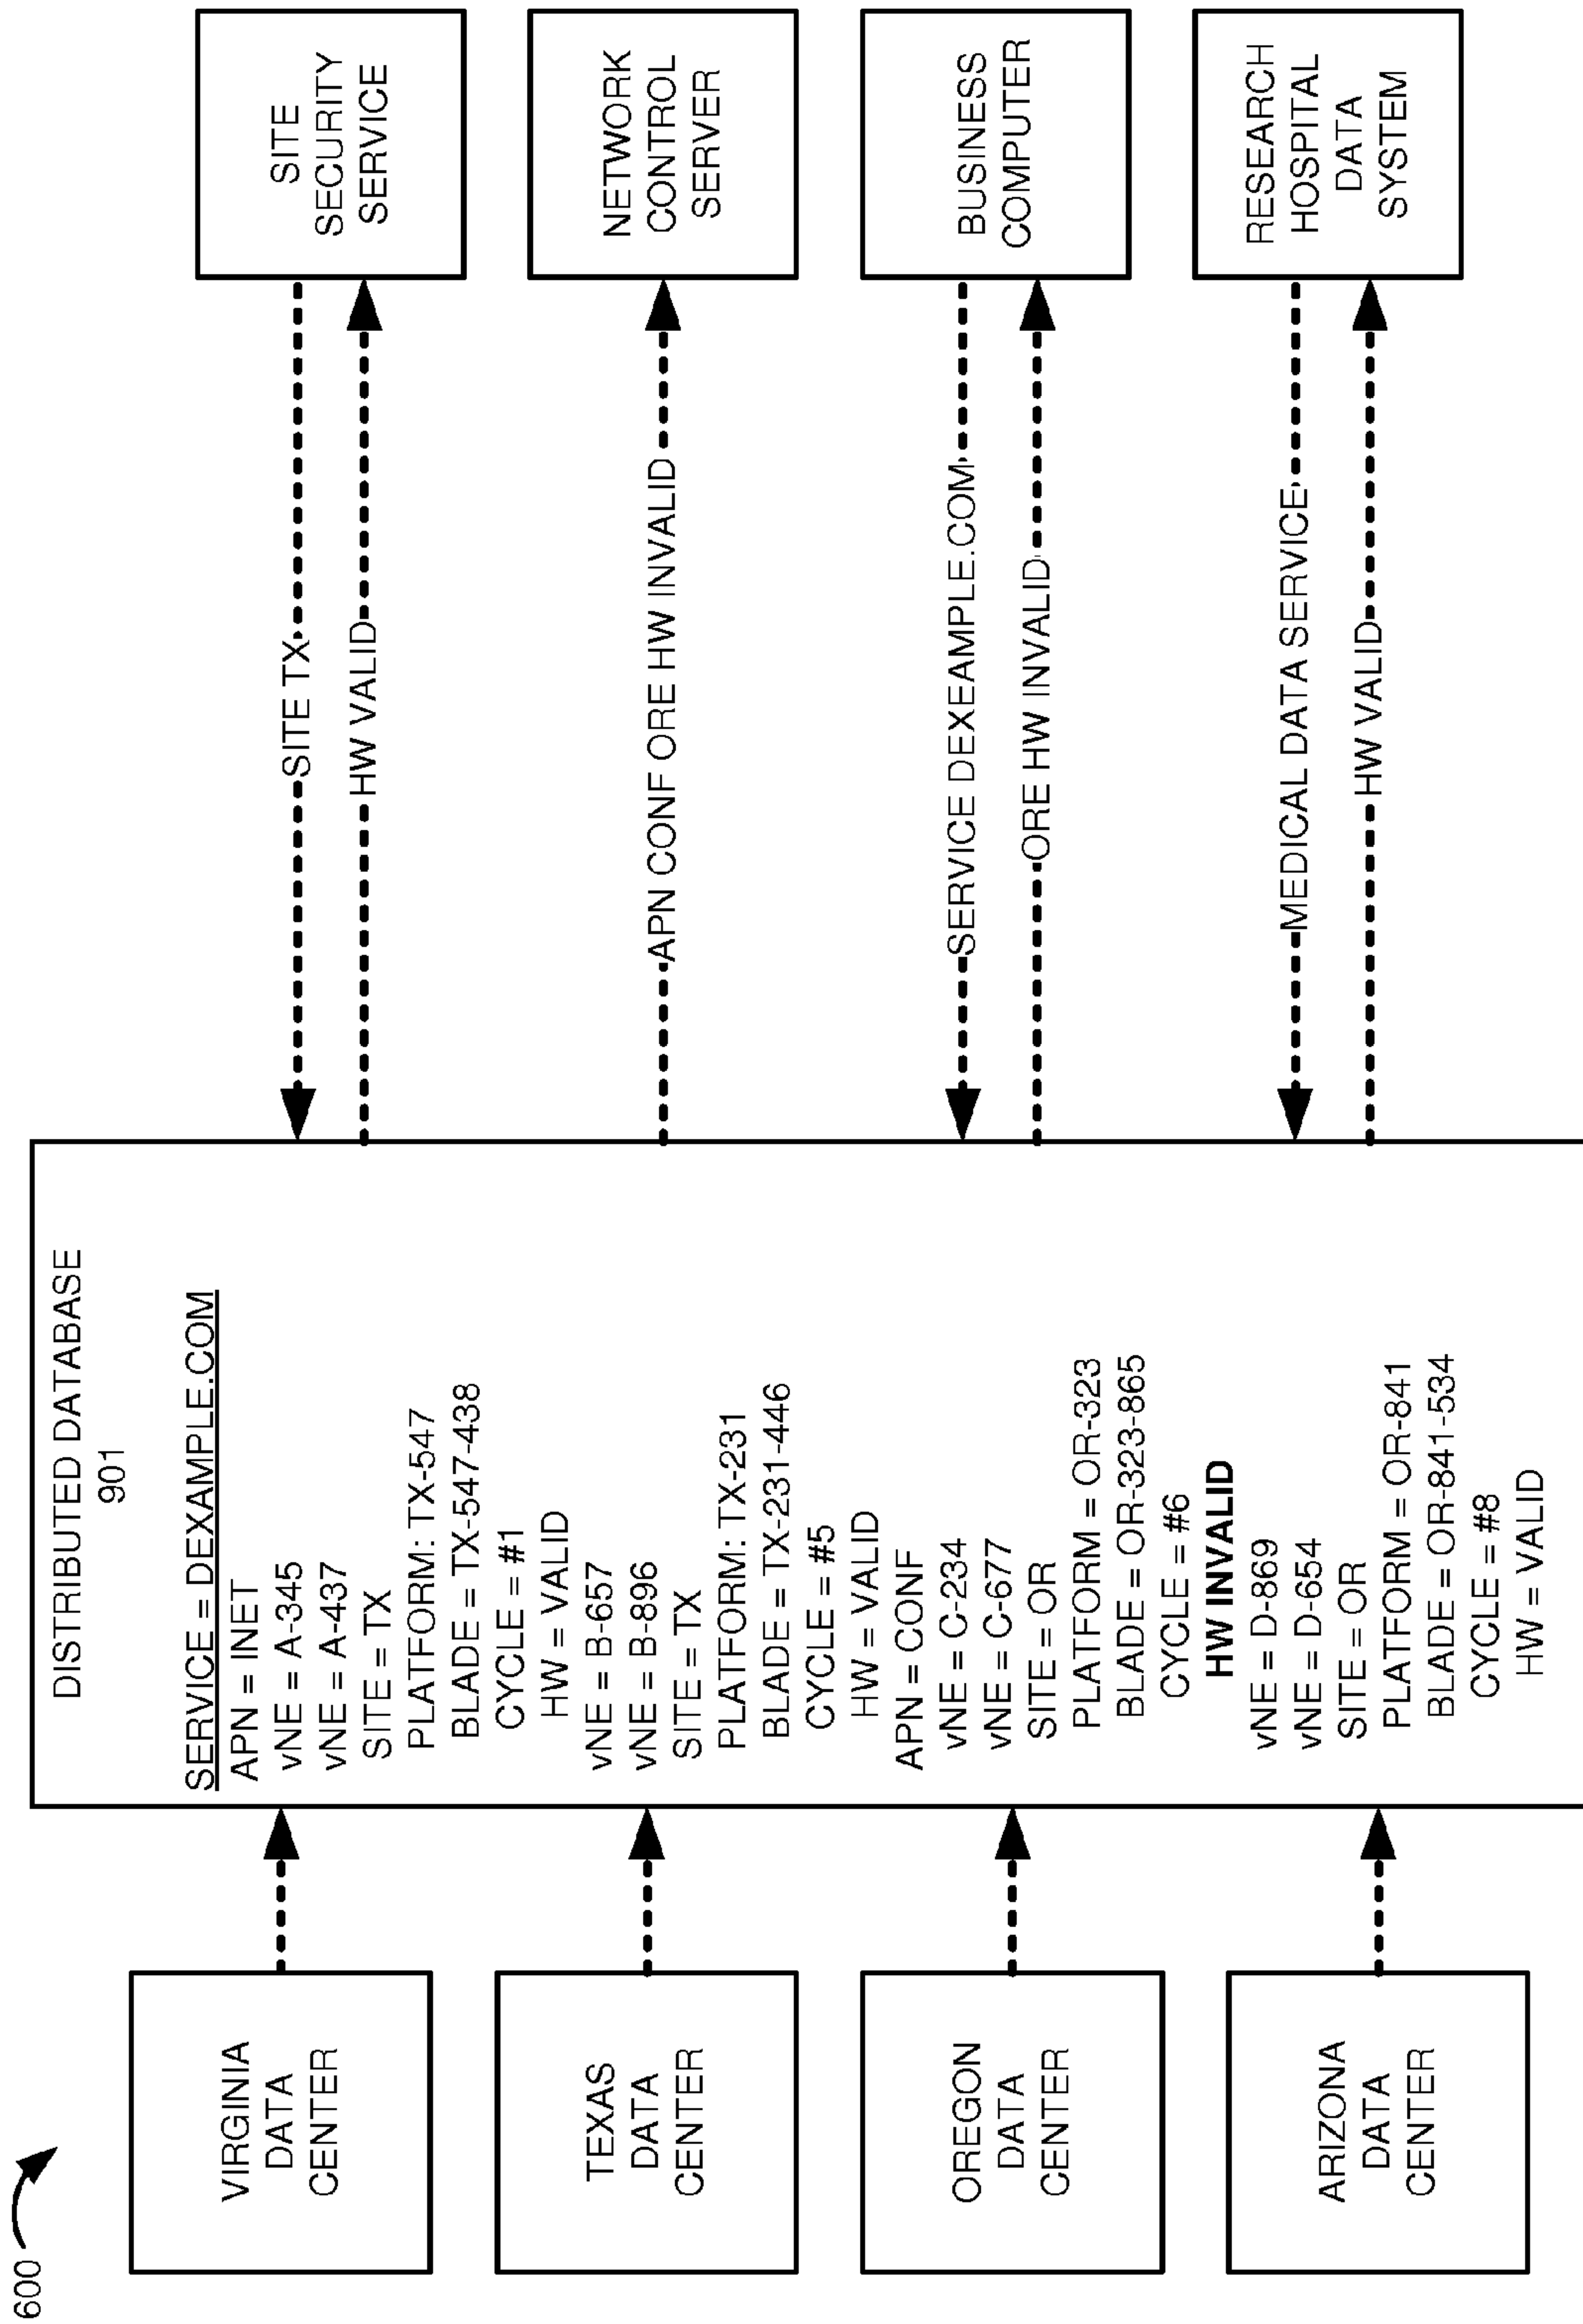 600
VIRGINIA
DATA
CENTER
TEXAS
DATA
CENTER
OREGON
DATA
CENTER
ARIZONA
DATA
CENTER
DISTRIBUTED DATABASE
901
SERVICE = DEXAMPLE.COM
APN = INET
vNE = A-345
vNE = A-437
SITE = TX
PLATFORM: TX-547
BLADE = TX-547-438
CYCLE = #1
HW = VALID
vNE = B-657
vNE = B-896
SITE = TX
PLATFORM: TX-231
BLADE = TX-231-446
CYCLE = #5
HW = VALID
APN = CONF
vNE = C-234
vNE = C-677
SITE = OR
PLATFORM = OR-323
BLADE = OR-323-865
CYCLE = #6
HW INVALID
vNE = D-869
vNE = D-654
SITE = OR
PLATFORM = OR-841
BLADE = OR-841-534
CYCLE = #8
HW = VALID
SITE TX
HW VALID
APN CONF ORE HW INVALID
SERVICE DEXEAMPLE.COM
ORE HW INVALID
MEDICAL DATA SERVICE
HW VALID
SITE
SECURITY
SERVICE
NETWORK
CONTROL
SERVER
BUSINESS
COMPUTER
RESEARCH
HOSPITAL
DATA
SYSTEM